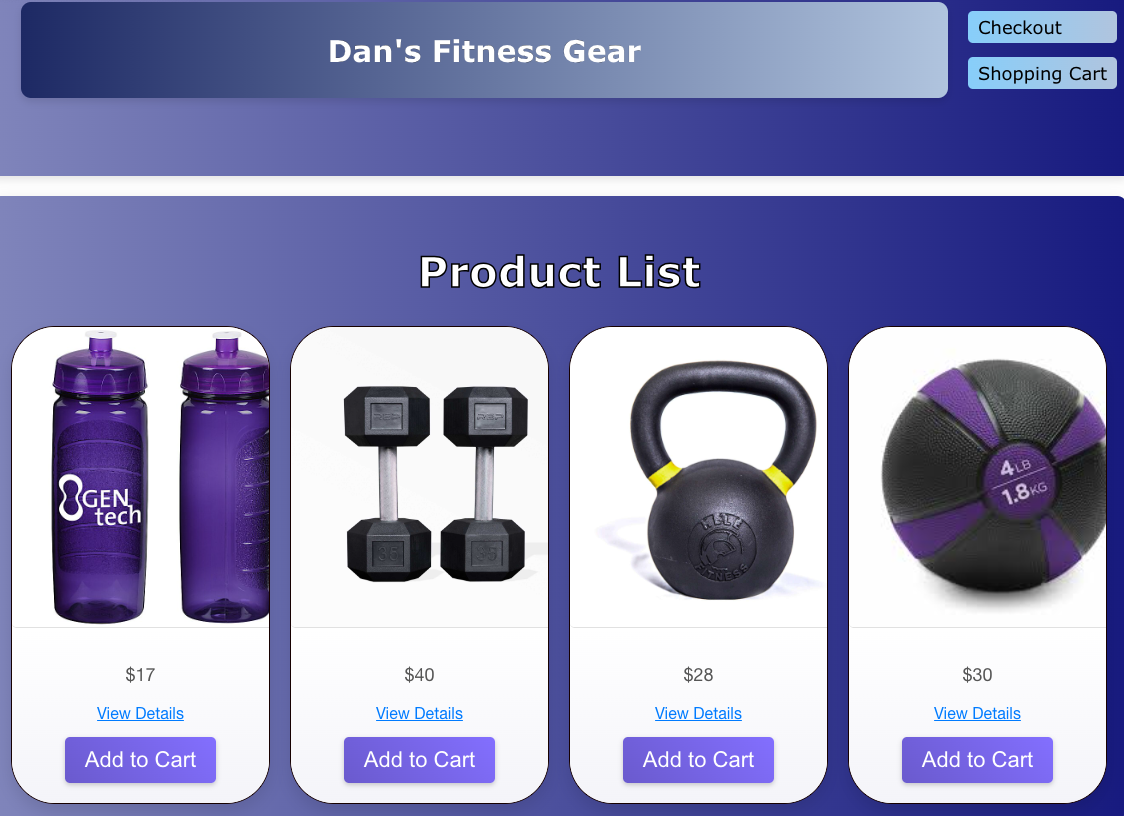 Dan's Fitness Gear
Checkout
Shopping Cart
Product List
GEN
tech
35
4LB
1.8KG
FITNESS
$17
$40
$28
$30
View Details
View Details
View Details
View Details
Add to Cart
Add to Cart
Add to Cart
Add to Cart